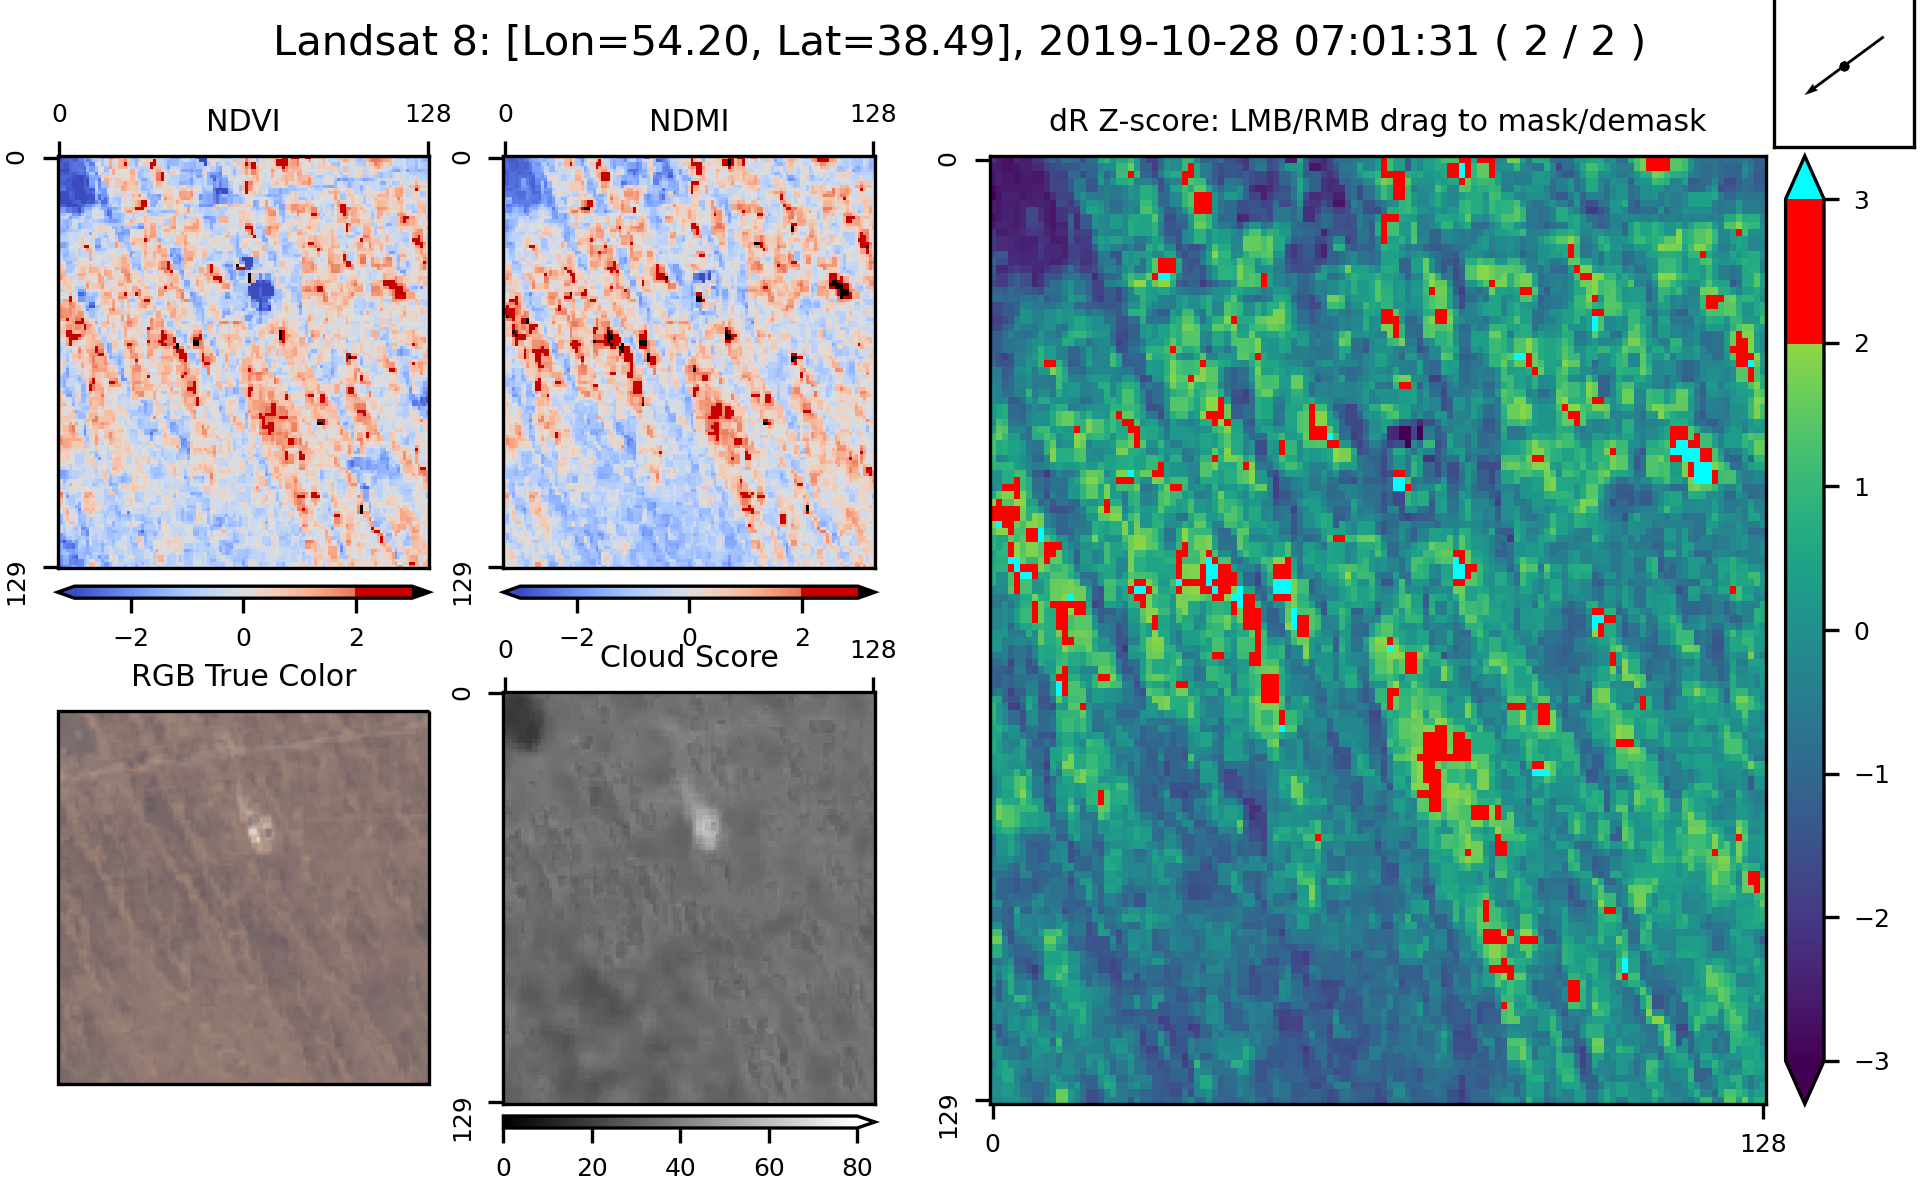 Landsat 8: [Lon=54.20, Lat=38.49], 2019-10-28 07:01:31 ( 2 / 2 )
0 NDVI 128
0
129
−2 0 2
0 NDMI 128
0
129
−2 0 2
RGB True Color
0 Cloud Score 128
0
129
0 20 40 60 80
dR Z-score: LMB/RMB drag to mask/demask
0
129
0 128
3
2
1
0
−1
−2
−3